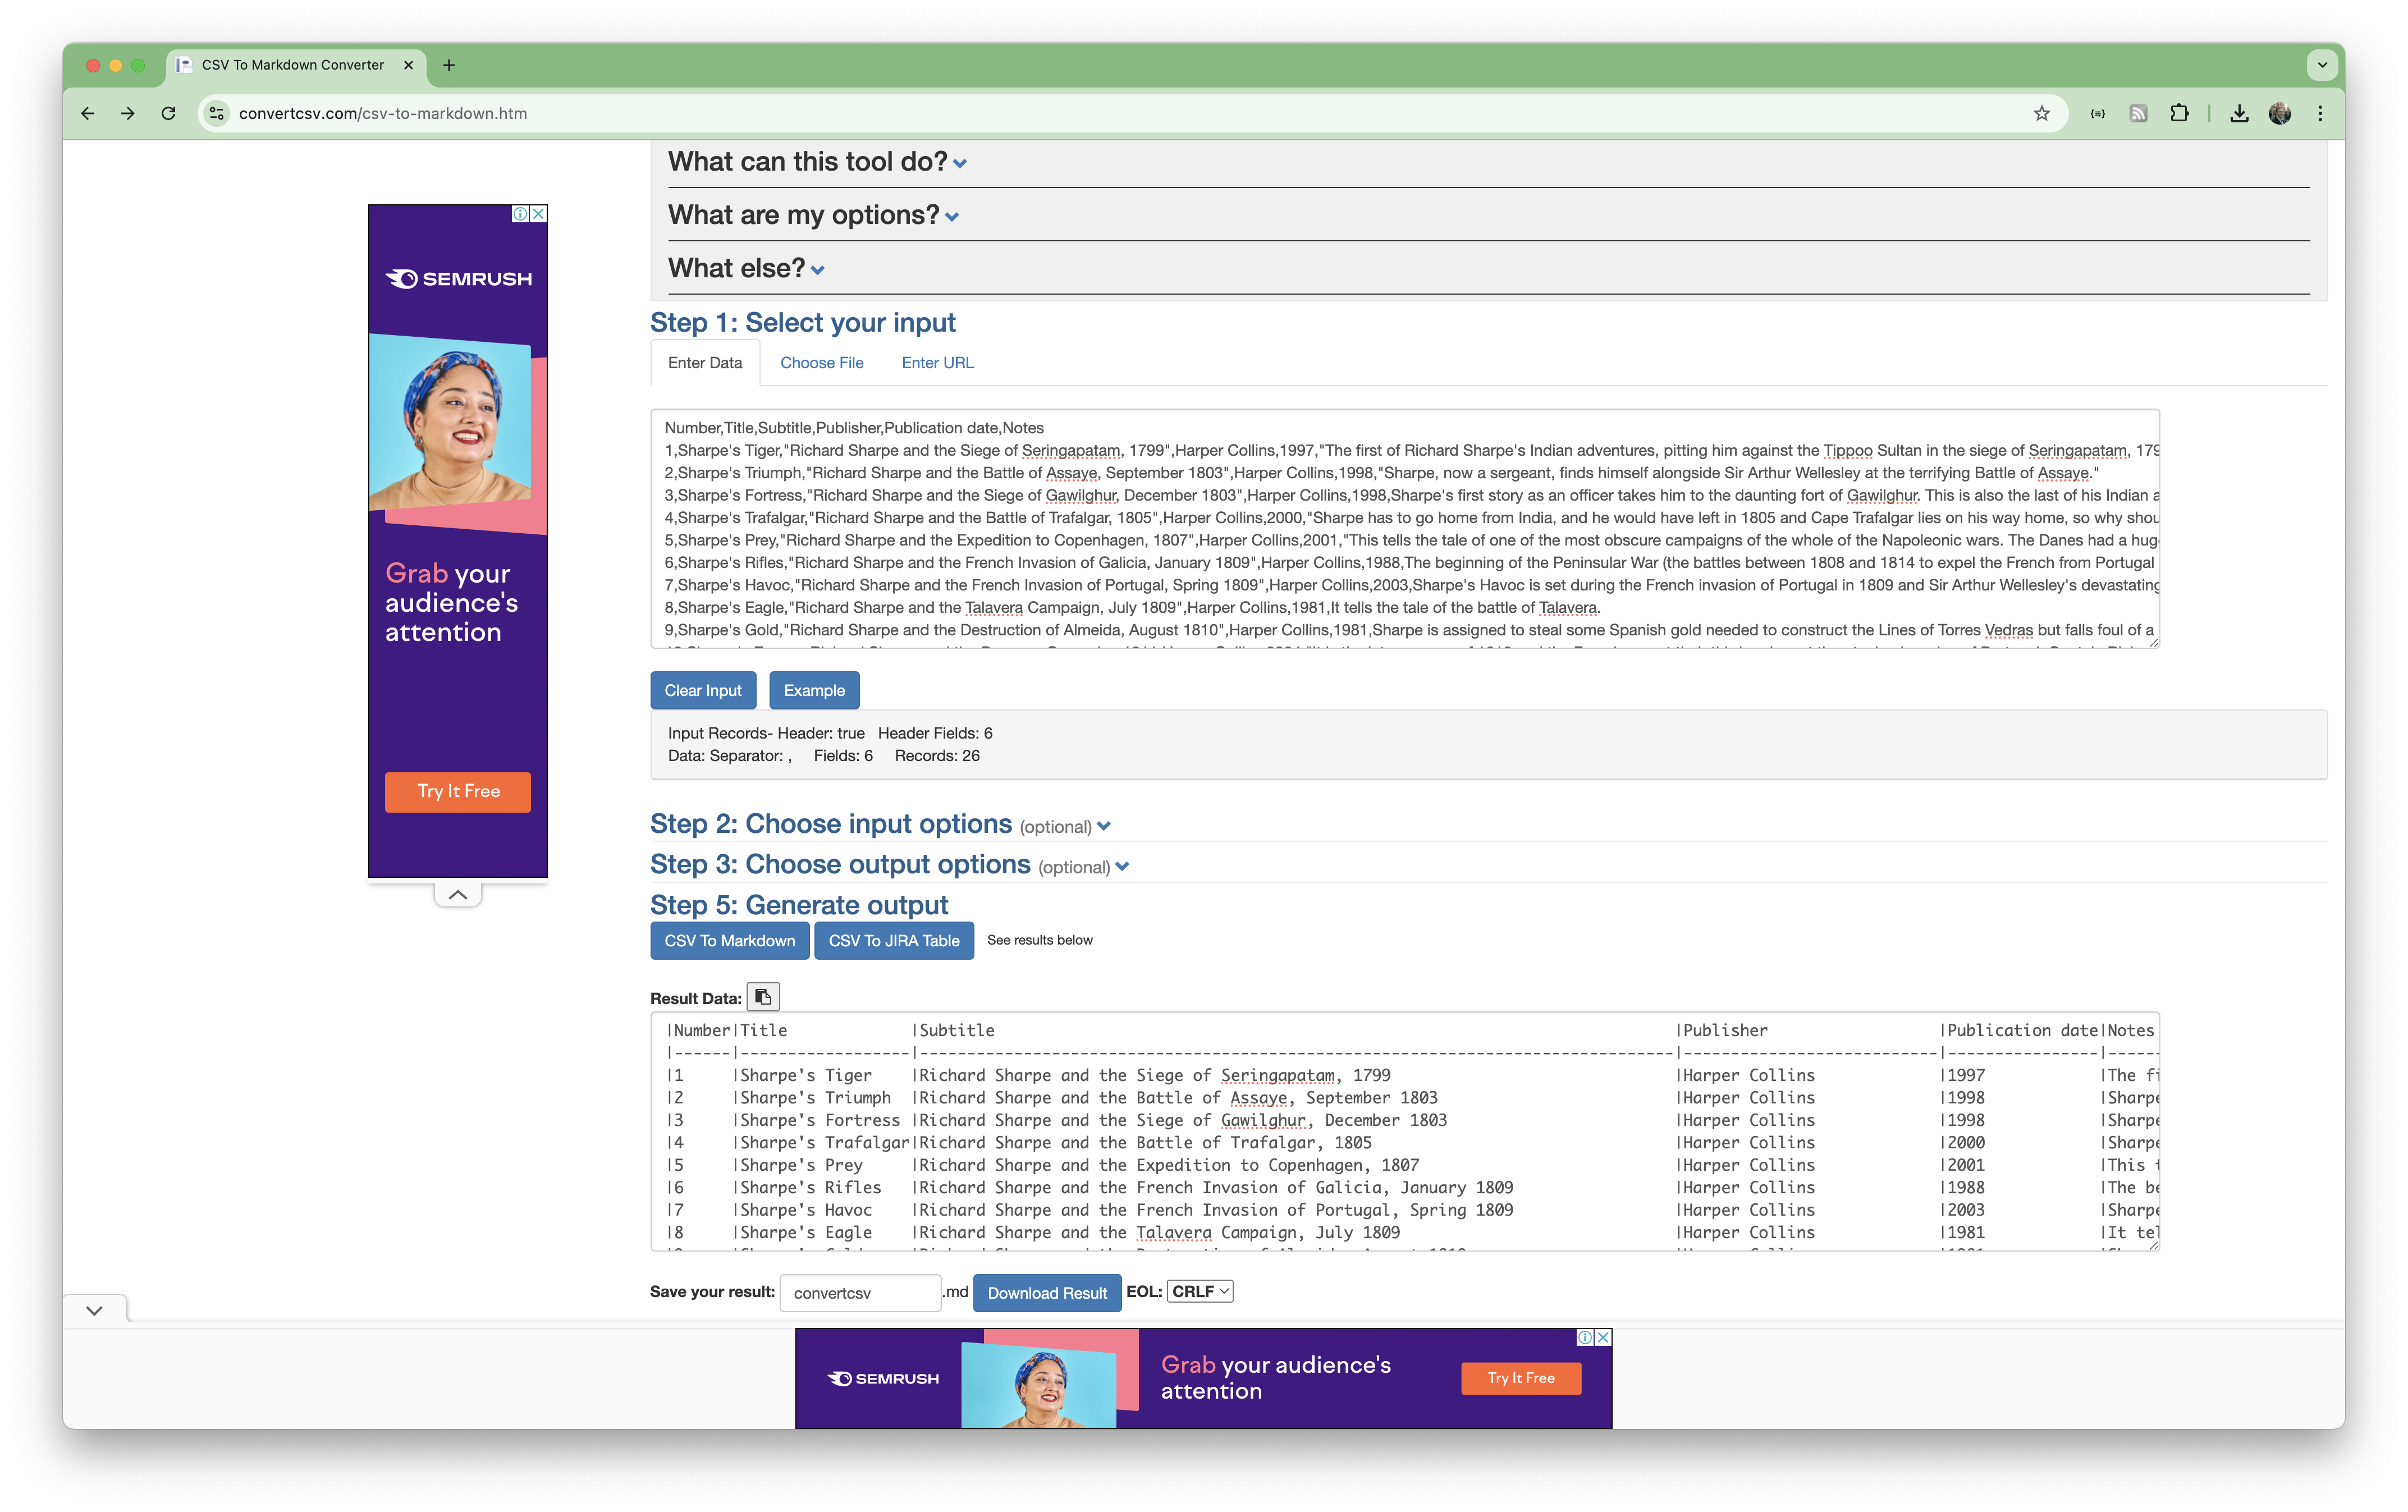 CSV To Markdown Converter
convertcsv.com/csv-to-markdown.htm
What can this tool do?
What are my options?
What else?
SEMRUSH
Grab your
audience's
attention
Try It Free
Step 1: Select your input
Enter Data Choose File Enter URL
Number,Title,Subtitle,Publisher,Publication date,Notes
1,Sharpe's Tiger,"Richard Sharpe and the Siege of Seringapatam, 1799",Harper Collins,1997,"The first of Richard Sharpe's Indian adventures, pitting him against the Tippoo Sultan in the siege of Seringapatam, 179
2,Sharpe's Triumph,"Richard Sharpe and the Battle of Assaye, September 1803",Harper Collins,1998,"Sharpe, now a sergeant, finds himself alongside Sir Arthur Wellesley at the terrifying Battle of Assaye."
3,Sharpe's Fortress,"Richard Sharpe and the Siege of Gawilghur, December 1803",Harper Collins,1998,Sharpe's first story as an officer takes him to the daunting fort of Gawilghur. This is also the last of his Indian a
4,Sharpe's Trafalgar,"Richard Sharpe and the Battle of Trafalgar, 1805",Harper Collins,2000,"Sharpe has to go home from India, and he would have left in 1805 and Cape Trafalgar lies on his way home, so why shou
5,Sharpe's Prey,"Richard Sharpe and the Expedition to Copenhagen, 1807",Harper Collins,2001,"This tells the tale of one of the most obscure campaigns of the whole of the Napoleonic wars. The Danes had a hug
6,Sharpe's Rifles,"Richard Sharpe and the French Invasion of Galicia, January 1809",Harper Collins,1988,The beginning of the Peninsular War (the battles between 1808 and 1814 to expel the French from Portugal
7,Sharpe's Havoc,"Richard Sharpe and the French Invasion of Portugal, Spring 1809",Harper Collins,2003,Sharpe's Havoc is set during the French invasion of Portugal in 1809 and Sir Arthur Wellesley's devastating
8,Sharpe's Eagle,"Richard Sharpe and the Talavera Campaign, July 1809",Harper Collins,1981,It tells the tale of the battle of Talavera.
9,Sharpe's Gold,"Richard Sharpe and the Destruction of Almeida, August 1810",Harper Collins,1981,Sharpe is assigned to steal some Spanish gold needed to construct the Lines of Torres Vedras but falls foul of a
Clear Input Example
Input Records- Header: true Header Fields: 6
Data: Separator: , Fields: 6 Records: 26
Step 2: Choose input options (optional)
Step 3: Choose output options (optional)
Step 5: Generate output
CSV To Markdown CSV To JIRA Table See results below
Result Data:
|Number|Title |Subtitle |Publisher |Publication date|Notes
|------|------------------|--------------------------------------------------------------------------------|---------------------------|----------------|------
|1 |Sharpe's Tiger |Richard Sharpe and the Siege of Seringapatam, 1799 |Harper Collins |1997 |The fi
|2 |Sharpe's Triumph |Richard Sharpe and the Battle of Assaye, September 1803 |Harper Collins |1998 |Sharpe
|3 |Sharpe's Fortress |Richard Sharpe and the Siege of Gawilghur, December 1803 |Harper Collins |1998 |Sharpe
|4 |Sharpe's Trafalgar|Richard Sharpe and the Battle of Trafalgar, 1805 |Harper Collins |2000 |Sharpe
|5 |Sharpe's Prey |Richard Sharpe and the Expedition to Copenhagen, 1807 |Harper Collins |2001 |This t
|6 |Sharpe's Rifles |Richard Sharpe and the French Invasion of Galicia, January 1809 |Harper Collins |1988 |The be
|7 |Sharpe's Havoc |Richard Sharpe and the French Invasion of Portugal, Spring 1809 |Harper Collins |2003 |Sharpe
|8 |Sharpe's Eagle |Richard Sharpe and the Talavera Campaign, July 1809 |Harper Collins |1981 |It tel
Save your result: convertcsv .md Download Result EOL: CRLF
SEMRUSH
Grab your audience's
attention
Try It Free